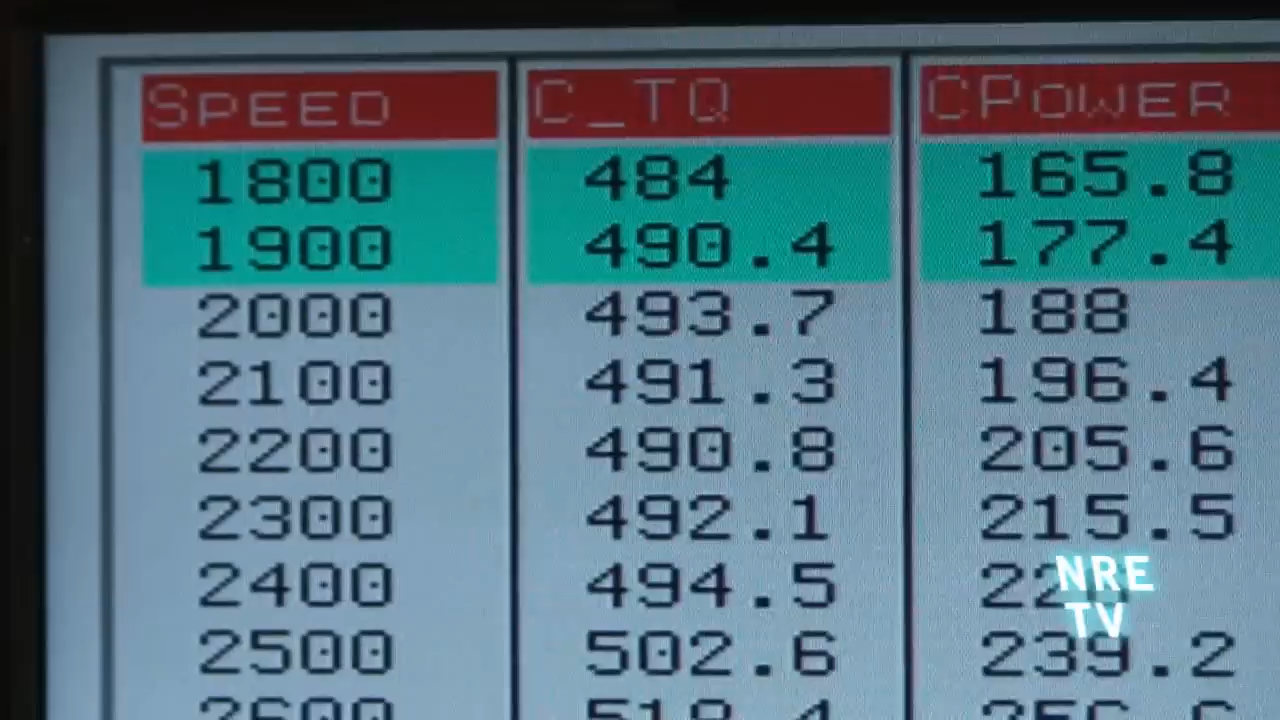 SPEED C_TQ CPOWER
1800 484 165.8
1900 490.4 177.4
2000 493.7 188
2100 491.3 196.4
2200 490.8 205.6
2300 492.1 215.5
2400 494.5
2500 502.6 239.2
2600
NRE
TV